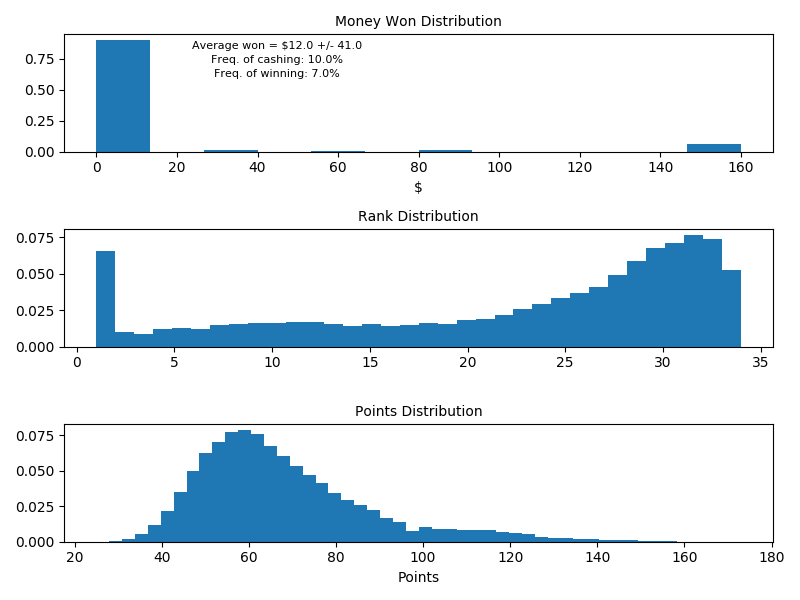 Money Won Distribution
Average won = $12.0 +/- 41.0
Freq. of cashing: 10.0%
Freq. of winning: 7.0%
0.75
0.50
0.25
0.00
0 20 40 60 80 100 120 140 160
$
Rank Distribution
0.075
0.050
0.025
0.000
0 5 10 15 20 25 30 35
Points Distribution
0.075
0.050
0.025
0.000
20 40 60 80 100 120 140 160 180
Points